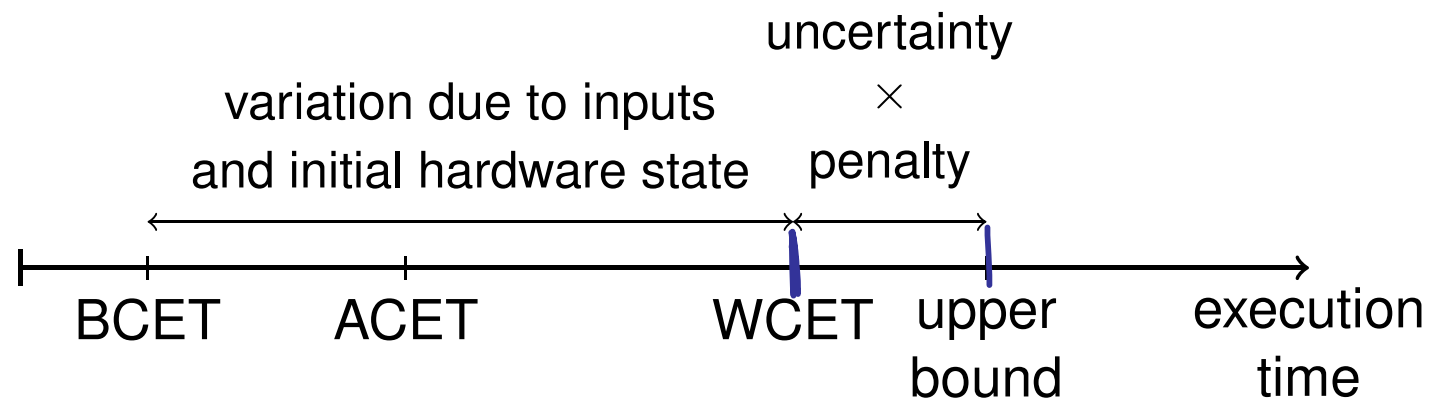 uncertainty
×
penalty
variation due to inputs
and initial hardware state
BCET
ACET
WCET
upper
bound
execution
time